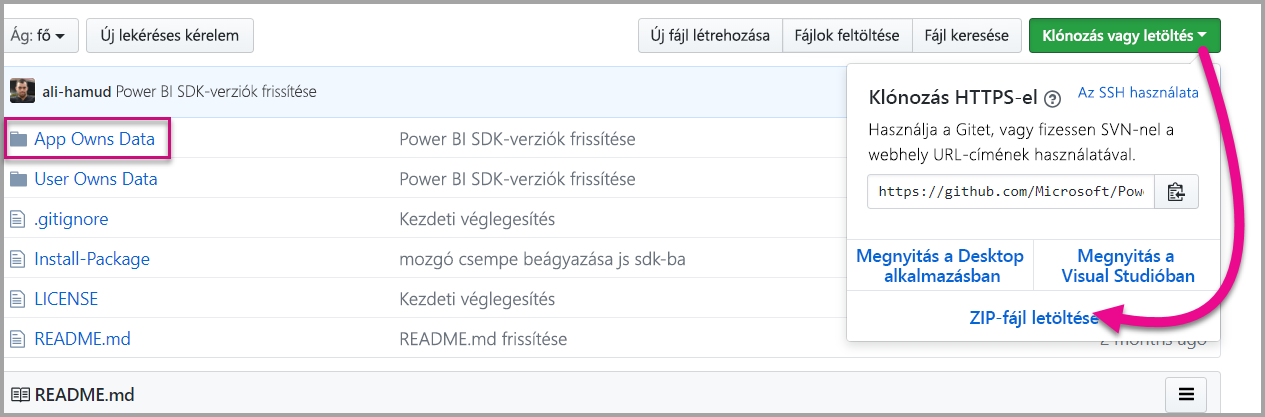 Ág: fő
Új lekéréses kérelem
Új fájl létrehozása
Fájlok feltöltése
Fájl keresése
Klónozás vagy letöltés
ali-hamud Power BI SDK-verziók frissítése
App Owns Data
Power BI SDK-verziók frissítése
User Owns Data
Power BI SDK-verziók frissítése
.gitignore
Kezdeti véglegesítés
Install-Package
mozgó csempe beágyazása js sdk-ba
LICENSE
Kezdeti véglegesítés
README.md
README.md frissítése
2 months ago
Klónozás HTTPS-el
Az SSH használata
Használja a Gitet, vagy fizessen SVN-nel a
webhely URL-címének használatával.
https://github.com/Microsoft/Pow
Megnyitás a Desktop
alkalmazásban
Megnyitás a
Visual Studióban
ZIP-fájl letöltése
README.md